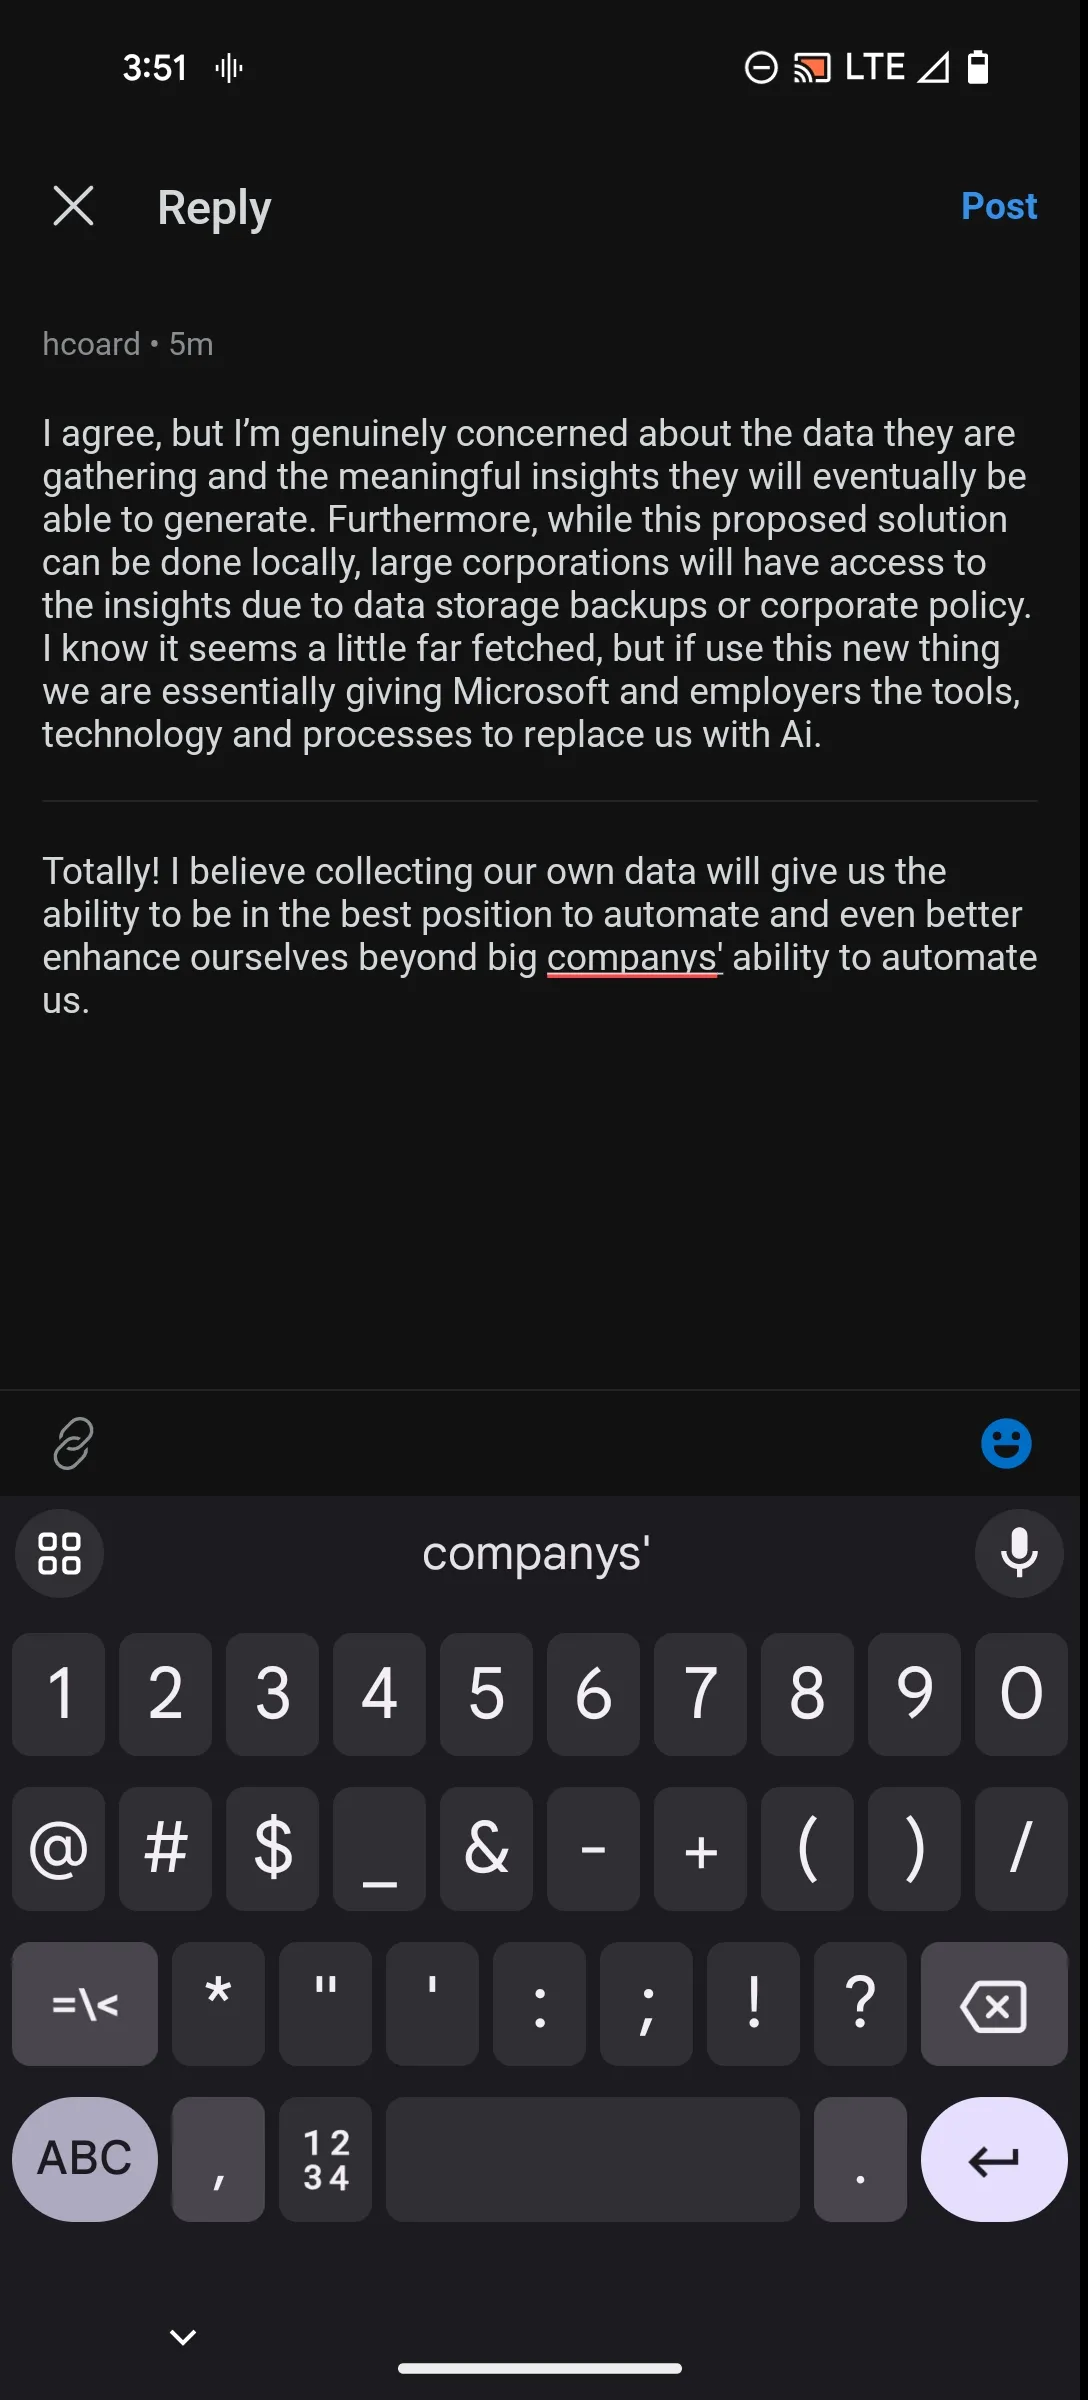 3:51 LTE
Reply Post
hcoard • 5m
I agree, but I’m genuinely concerned about the data they are
gathering and the meaningful insights they will eventually be
able to generate. Furthermore, while this proposed solution
can be done locally, large corporations will have access to
the insights due to data storage backups or corporate policy.
I know it seems a little far fetched, but if use this new thing
we are essentially giving Microsoft and employers the tools,
technology and processes to replace us with Ai.
Totally! I believe collecting our own data will give us the
ability to be in the best position to automate and even better
enhance ourselves beyond big companys' ability to automate
us.
companys'
1 2 3 4 5 6 7 8 9 0
@ # $ _ & - + ( ) /
=\< * " ' : ; ! ?
ABC , 12 .
34